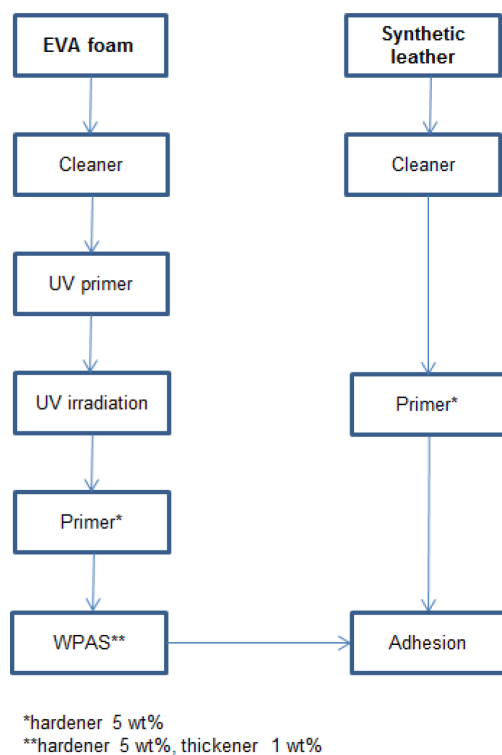 EVA foam
Cleaner
UV primer
UV irradiation
Primer*
WPAS**
Synthetic
leather
Cleaner
Primer*
Adhesion
*hardener 5 wt%
**hardener 5 wt%, thickener 1 wt%